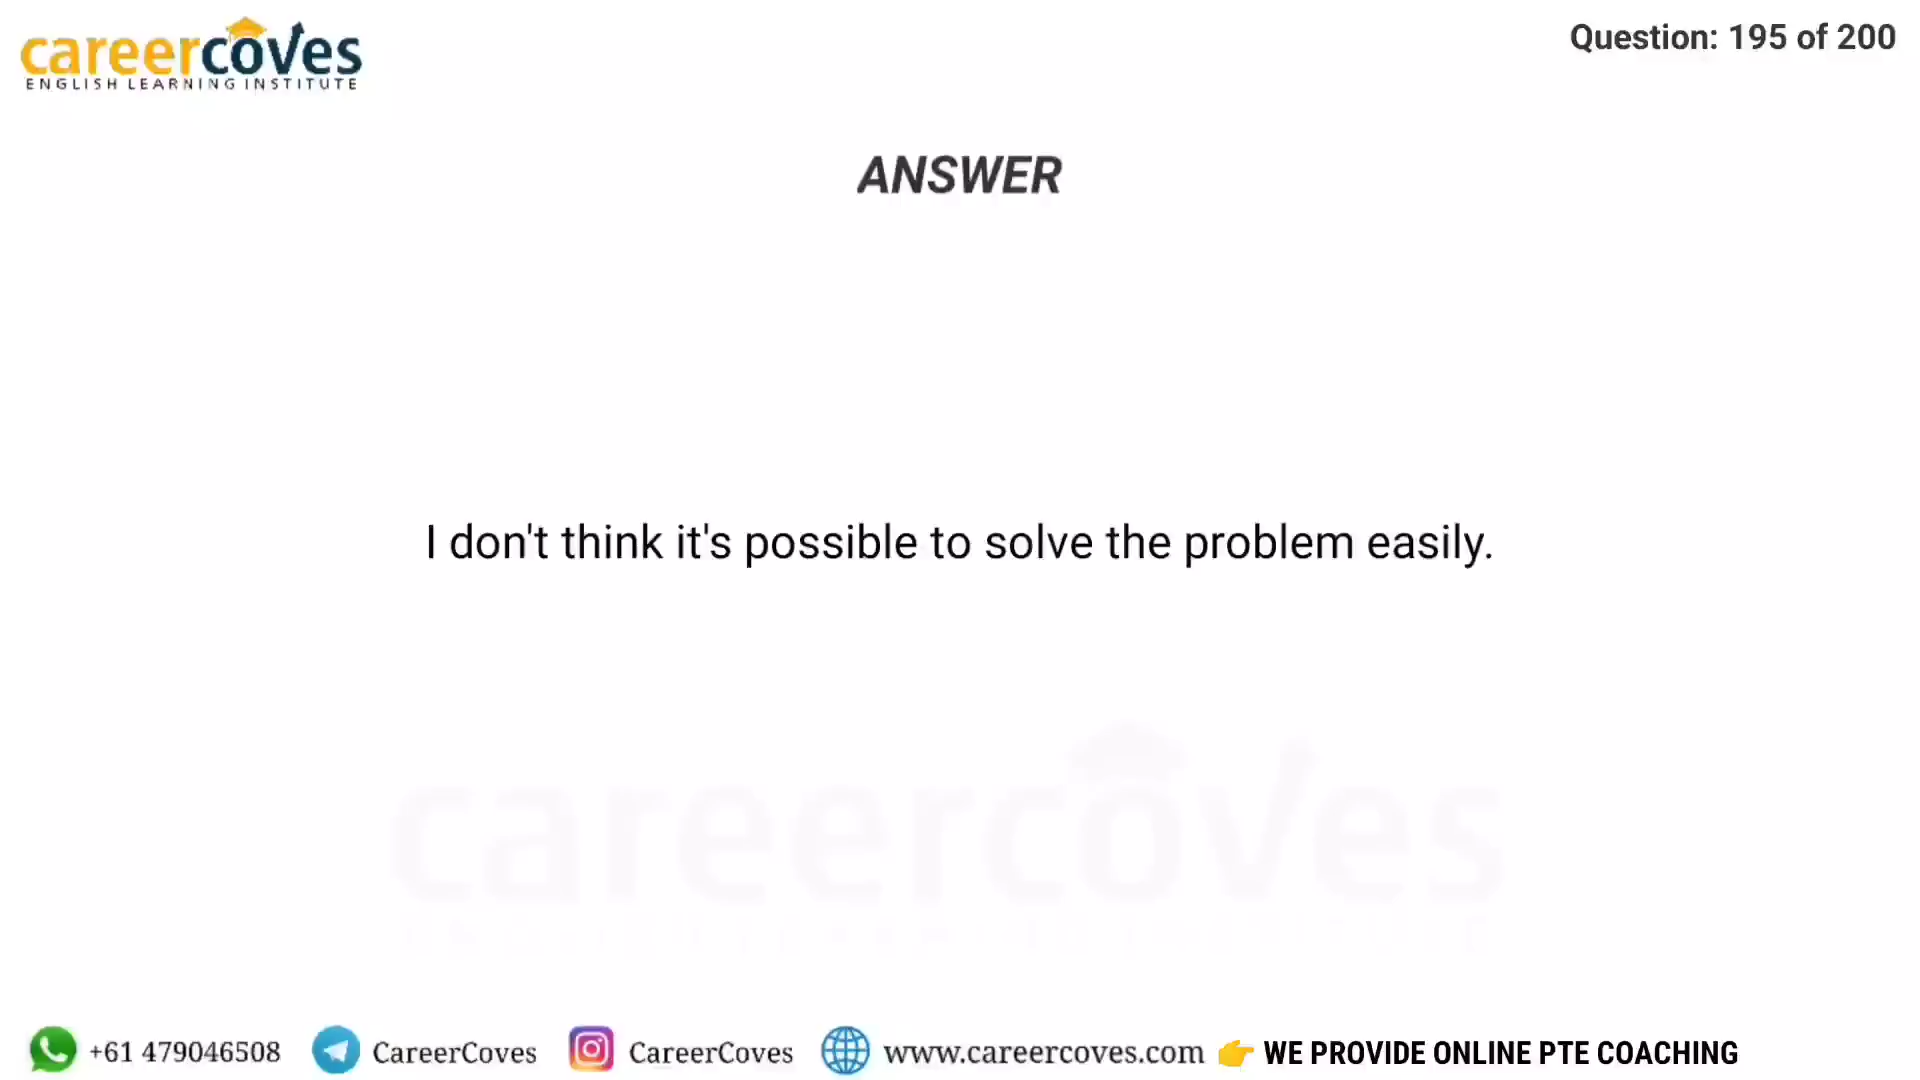 careercoves
ENGLISH LEARNING INSTITUTE
Question: 195 of 200
ANSWER
I don't think it's possible to solve the problem easily.
careercoves
+61 479046508 CareerCoves CareerCoves www.careercoves.com WE PROVIDE ONLINE PTE COACHING